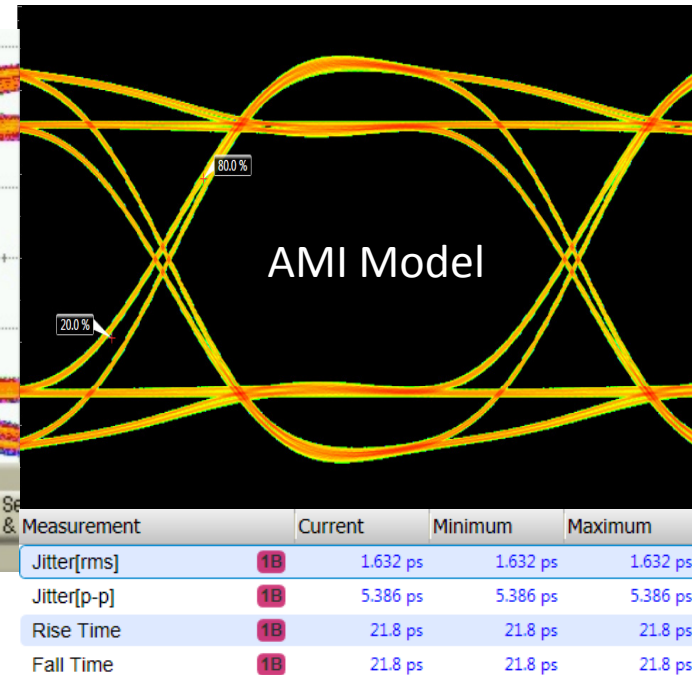 80.0 %
AMI Model
20.0 %
Se
& Measurement Current Minimum Maximum
Jitter[rms] 1B 1.632 ps 1.632 ps 1.632 ps
Jitter[p-p] 1B 5.386 ps 5.386 ps 5.386 ps
Rise Time 1B 21.8 ps 21.8 ps 21.8 ps
Fall Time 1B 21.8 ps 21.8 ps 21.8 ps